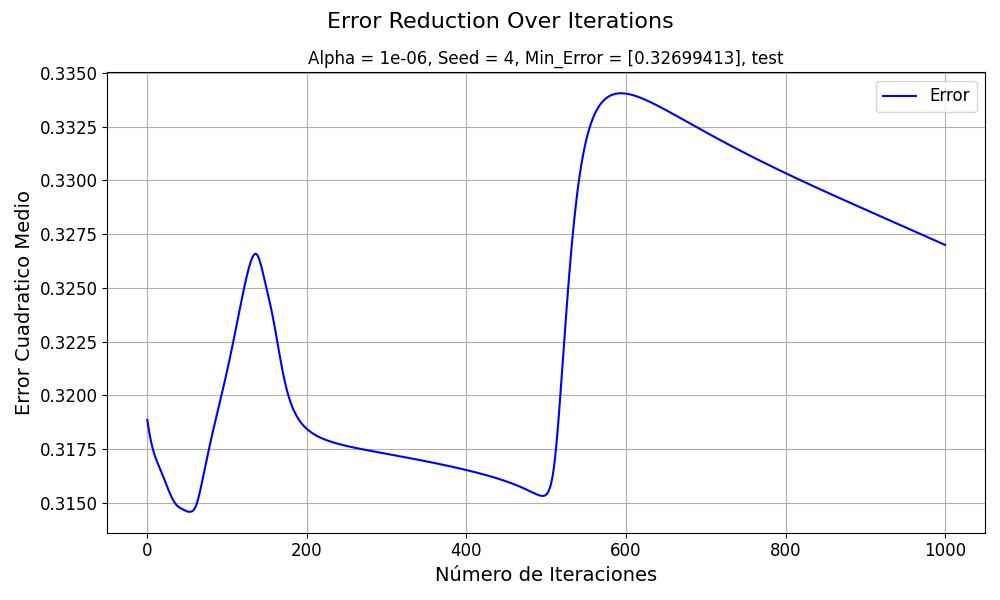 Error Reduction Over Iterations
Alpha = 1e-06, Seed = 4, Min_Error = [0.32699413], test
Error
Error Cuadratico Medio
0.3350
0.3325
0.3300
0.3275
0.3250
0.3225
0.3200
0.3175
0.3150
0 200 400 600 800 1000
Número de Iteraciones